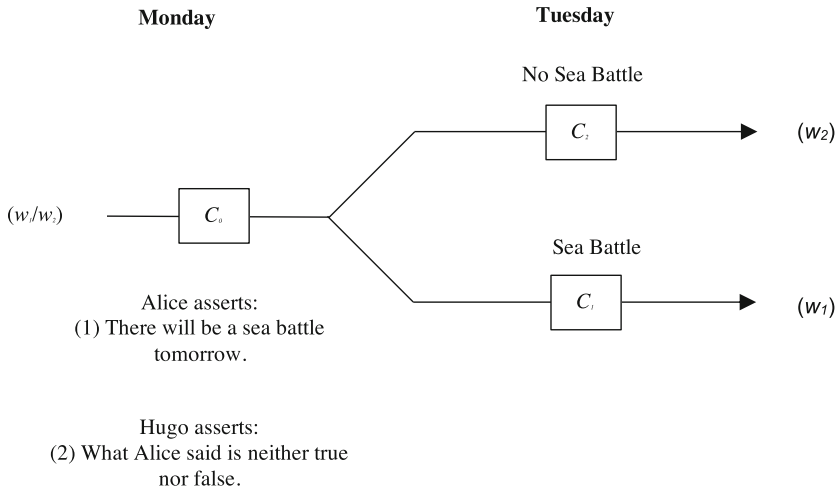 Monday
Tuesday
No Sea Battle
C₂
(w₂)
(w₁/w₂)
C₀
Sea Battle
C₁
(w₁)
Alice asserts:
(1) There will be a sea battle
tomorrow.
Hugo asserts:
(2) What Alice said is neither true
nor false.